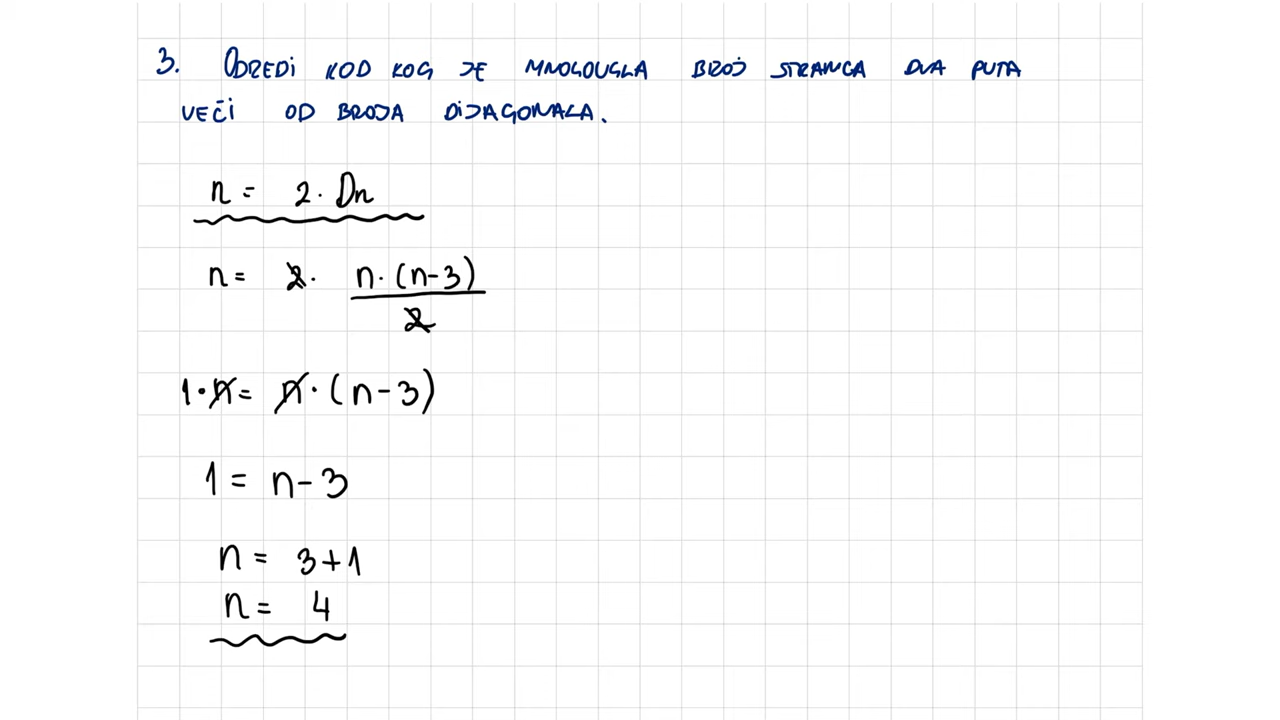 3. ODREDI KOD KOG JE MNOGOUGLA BROJ STRANICA DVA PUTA
VEĆI OD BROJA DIJAGONALA.
n = 2 · Dn
n = 2 · n · (n-3) / 2
1 · n = n · (n-3)
1 = n - 3
n = 3 + 1
n = 4